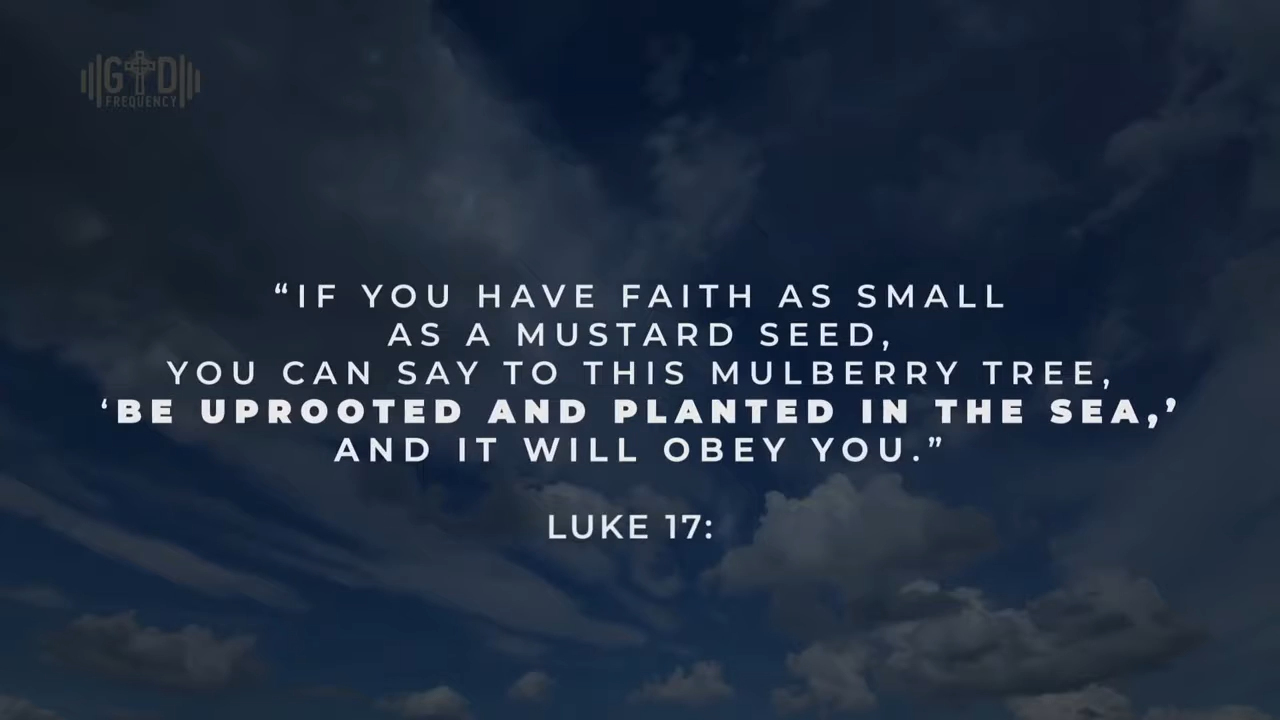 G D
FREQUENCY
“IF YOU HAVE FAITH AS SMALL
AS A MUSTARD SEED,
YOU CAN SAY TO THIS MULBERRY TREE,
‘BE UPROOTED AND PLANTED IN THE SEA,’
AND IT WILL OBEY YOU.”
LUKE 17: